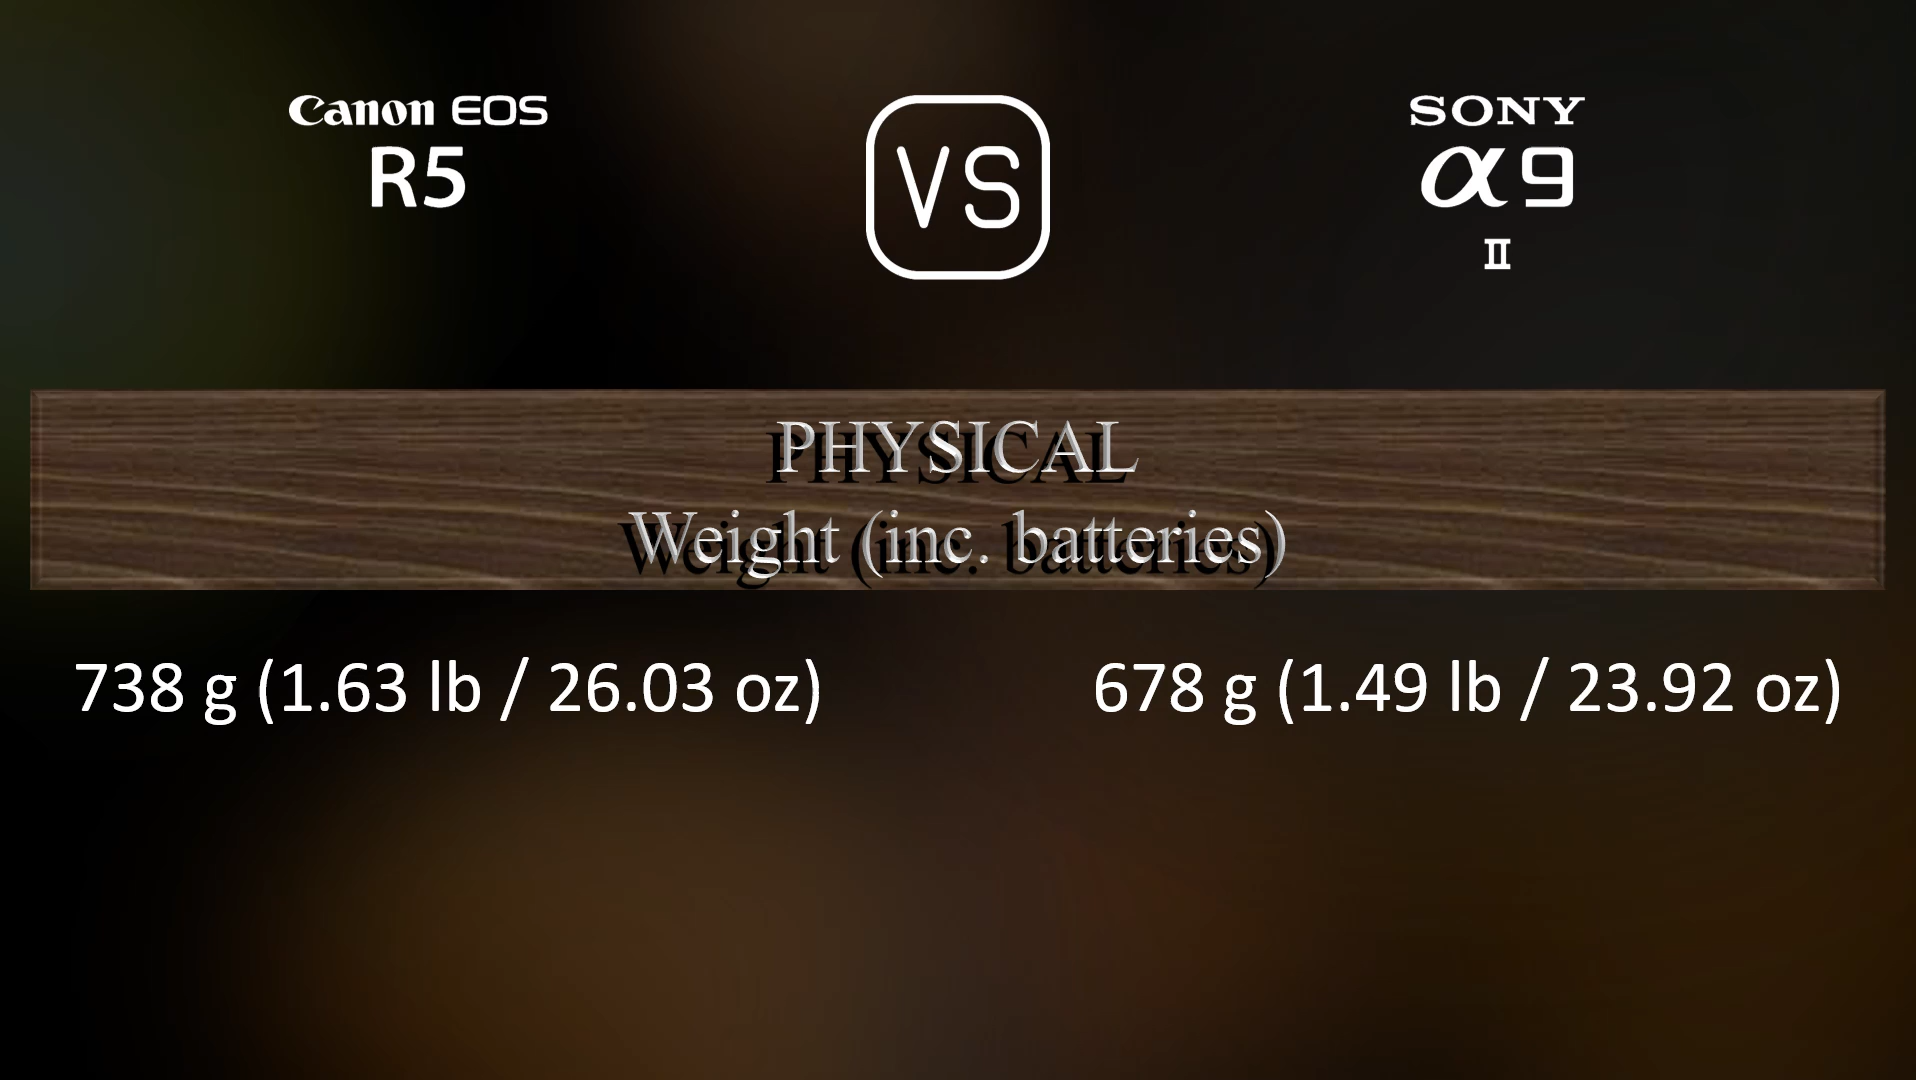 Canon EOS
R5
VS
SONY
α9
II
PHYSICAL
Weight (inc. batteries)
738 g (1.63 lb / 26.03 oz)
678 g (1.49 lb / 23.92 oz)